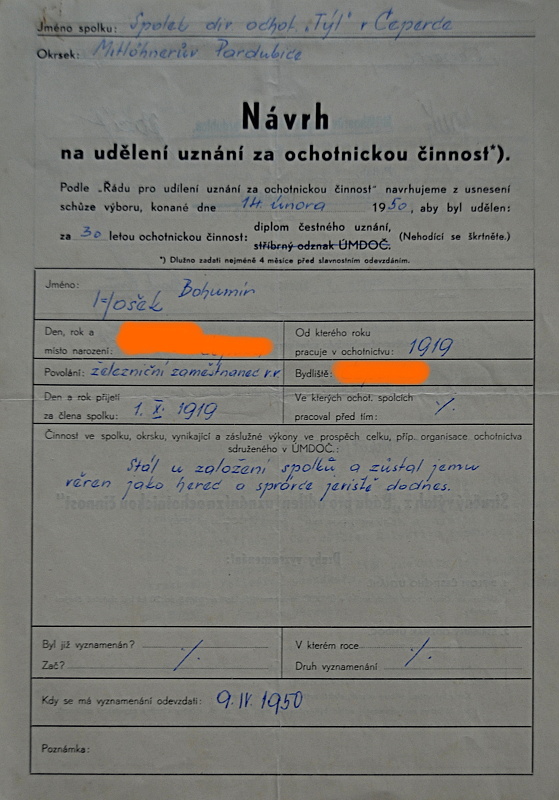 Jméno spolku: Spolek div. ochot. „Tyl" v Čeperce
Okrsek: Mitlöhnerův Pardubice
Návrh
na udělení uznání za ochotnickou činnost*).
Podle „Řádu pro udílení uznání za ochotnickou činnost" navrhujeme z usnesení
schůze výboru, konané dne 14. února 1950, aby byl udělen:
za 30 letou ochotnickou činnost: diplom čestného uznání,
stříbrný odznak ÚMDOČ. (Nehodící se škrtněte.)
*) Dlužno zadati nejméně 4 měsíce před slavnostním odevzdáním.
Jméno: Hošek Bohumír
Den, rok a
místo narození:
Od kterého roku
pracuje v ochotnictvu: 1919
Povolání: železniční zaměstnanec v.v.
Bydliště:
Den a rok přijetí
za člena spolku: 1. X. 1919
Ve kterých ochot. spolcích
pracoval před tím: %
Činnost ve spolku, okrsku, vynikající a záslužné výkony ve prospěch celku, příp. organisace ochotnictva
sdruženého v ÚMDOČ.:
Stál u založení spolků a zůstal jemu
věren jako herec a správce jeviště dodnes.
Byl již vyznamenán? %
Zač?
V kterém roce %
Druh vyznamenání
Kdy se má vyznamenání odevzdati: 9. IV. 1950
Poznámka: